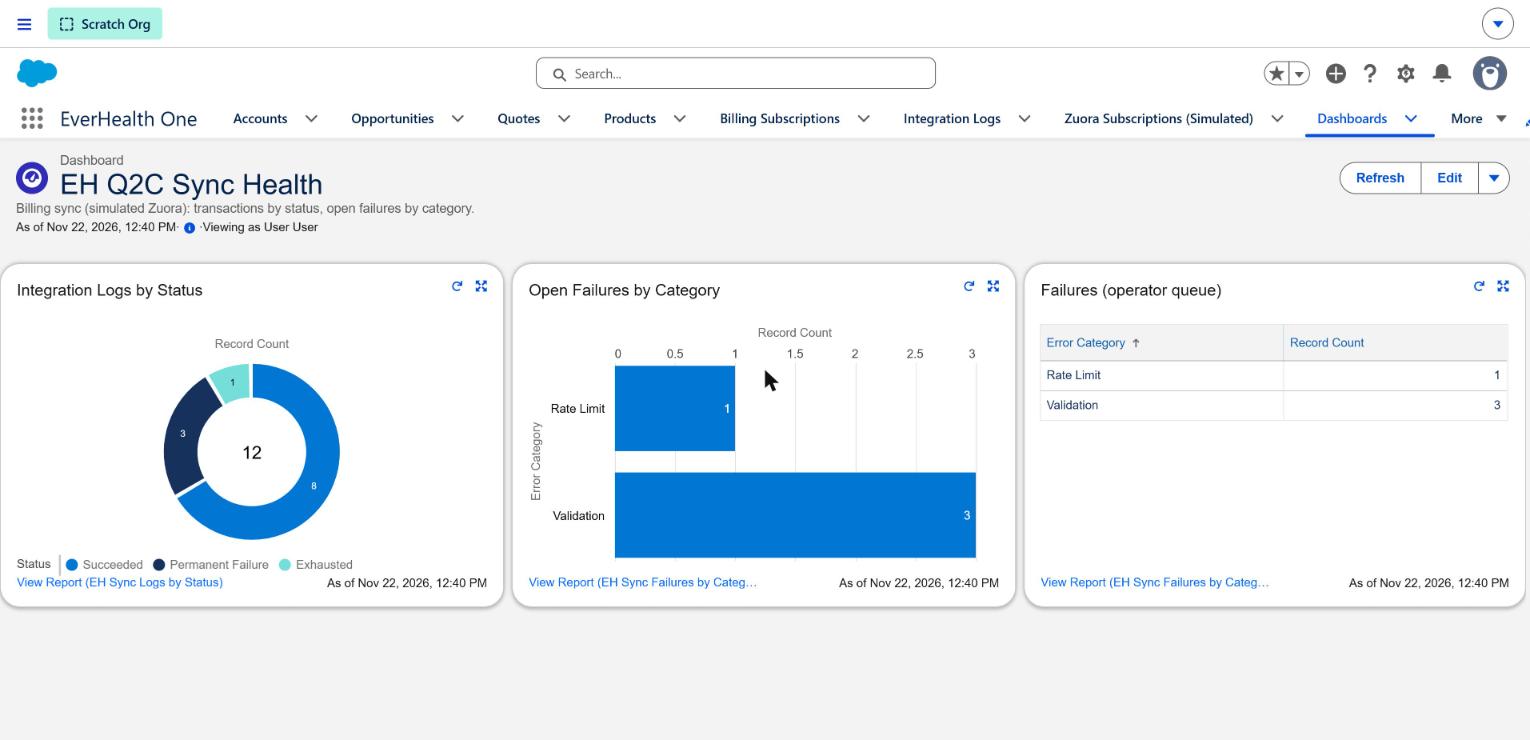 Scratch Org
Search...
EverHealth One
Accounts
Opportunities
Quotes
Products
Billing Subscriptions
Integration Logs
Zuora Subscriptions (Simulated)
Dashboards
More
Dashboard
EH Q2C Sync Health
Billing sync (simulated Zuora): transactions by status, open failures by category.
As of Nov 22, 2026, 12:40 PM· ·Viewing as User User
Refresh
Edit
Integration Logs by Status
Record Count
1
3
12
8
Status
Succeeded
Permanent Failure
Exhausted
View Report (EH Sync Logs by Status)
As of Nov 22, 2026, 12:40 PM
Open Failures by Category
Record Count
0 0.5 1 1.5 2 2.5 3
Error Category
Rate Limit
1
Validation
3
View Report (EH Sync Failures by Categ...
As of Nov 22, 2026, 12:40 PM
Failures (operator queue)
Error Category ↑ Record Count
Rate Limit 1
Validation 3
View Report (EH Sync Failures by Categ...
As of Nov 22, 2026, 12:40 PM